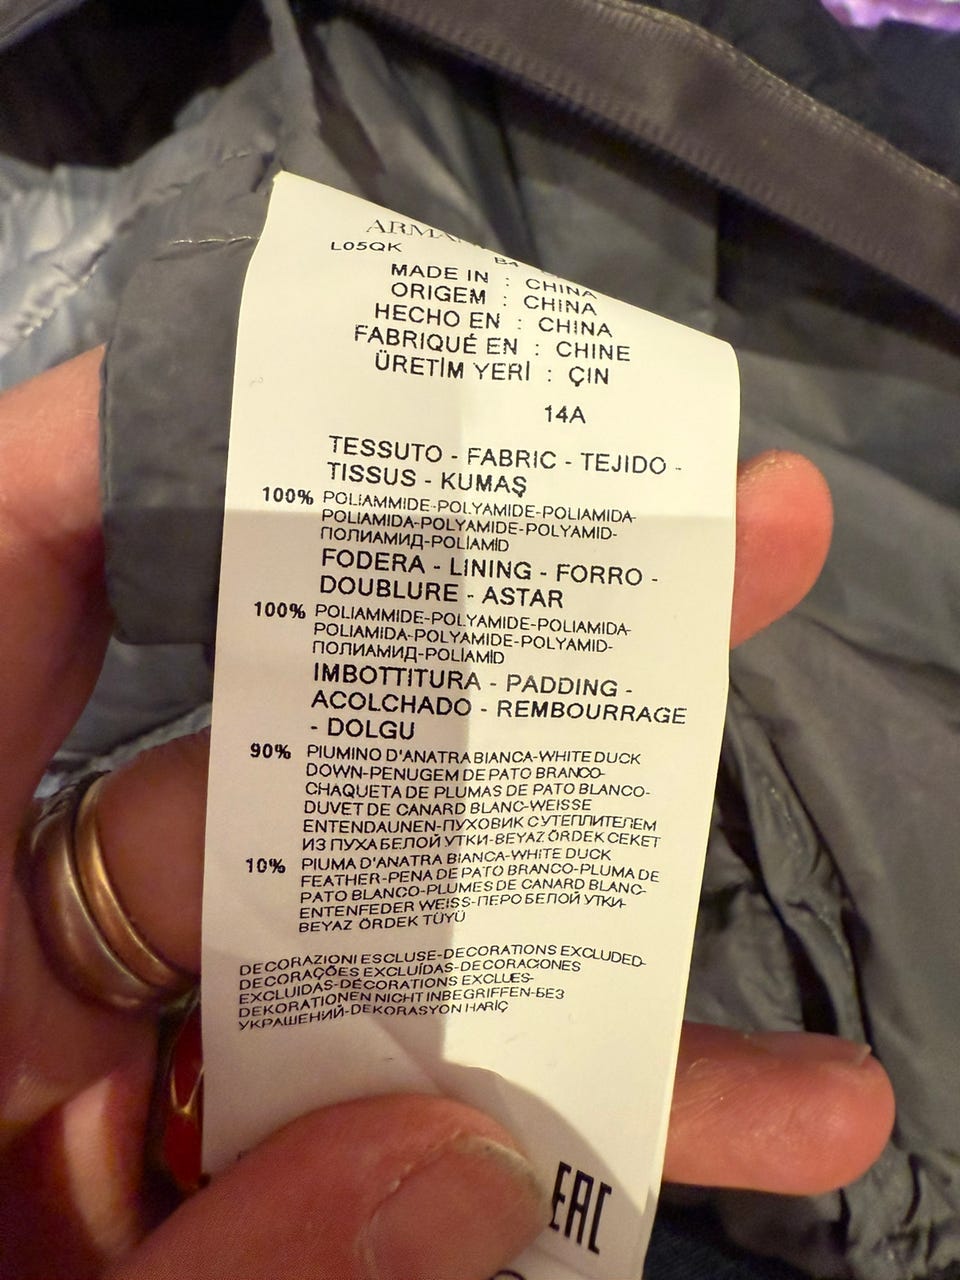 L05QK
MADE IN : CHINA
ORIGEM : CHINA
HECHO EN : CHINA
FABRIQUÉ EN : CHINE
ÜRETİM YERİ : ÇIN
14A
TESSUTO - FABRIC - TEJIDO -
TISSUS - KUMAŞ
100% POLIAMMIDE-POLYAMIDE-POLIAMIDA-
POLIAMIDA-POLYAMIDE-POLYAMID-
ПОЛИАМИД-POLIAMİD
FODERA - LINING - FORRO -
DOUBLURE - ASTAR
100% POLIAMMIDE-POLYAMIDE-POLIAMIDA-
POLIAMIDA-POLYAMIDE-POLYAMID-
ПОЛИАМИД-POLIAMİD
IMBOTTITURA - PADDING -
ACOLCHADO - REMBOURRAGE
- DOLGU
90% PIUMINO D'ANATRA BIANCA-WHITE DUCK
DOWN-PENUGEM DE PATO BRANCO-
CHAQUETA DE PLUMAS DE PATO BLANCO-
DUVET DE CANARD BLANC-WEISSE
ENTENDAUNEN-ПУХОВИК С УТЕПЛИТЕЛЕМ
ИЗ ПУХА БЕЛОЙ УТКИ-BEYAZ ÖRDEK CEKET
10% PIUMA D'ANATRA BIANCA-WHITE DUCK
FEATHER-PENA DE PATO BRANCO-PLUMA DE
PATO BLANCO-PLUMES DE CANARD BLANC-
ENTENFEDER WEISS-ПЕРО БЕЛОЙ УТКИ-
BEYAZ ÖRDEK TÜYÜ
DECORAZIONI ESCLUSE-DECORATIONS EXCLUDED-
DECORAÇÕES EXCLUÍDAS-DECORACIONES
EXCLUIDAS-DÉCORATIONS EXCLUES-
DEKORATIONEN NICHT INBEGRIFFEN-БЕЗ
УКРАШЕНИЙ-DEKORASYON HARİÇ
EAC